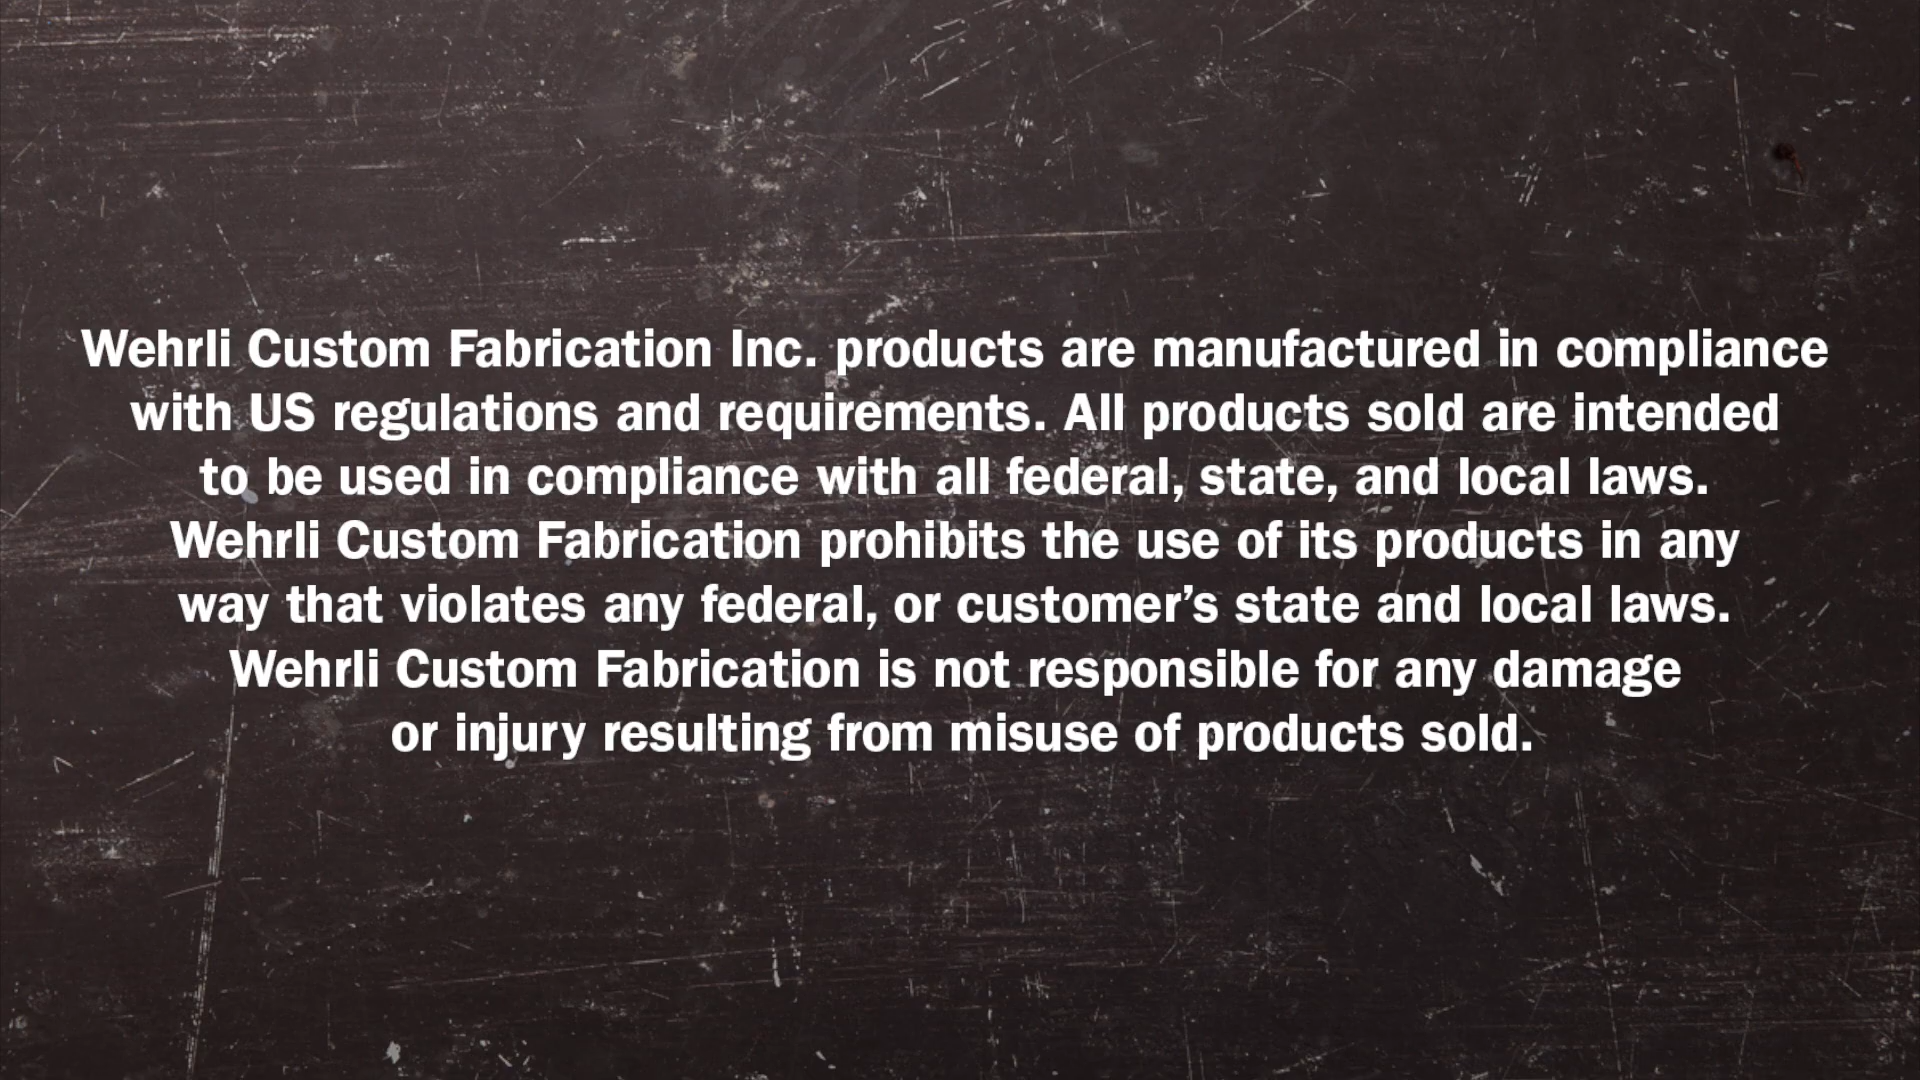 Wehrli Custom Fabrication Inc. products are manufactured in compliance
with US regulations and requirements. All products sold are intended
to be used in compliance with all federal, state, and local laws.
Wehrli Custom Fabrication prohibits the use of its products in any
way that violates any federal, or customer’s state and local laws.
Wehrli Custom Fabrication is not responsible for any damage
or injury resulting from misuse of products sold.